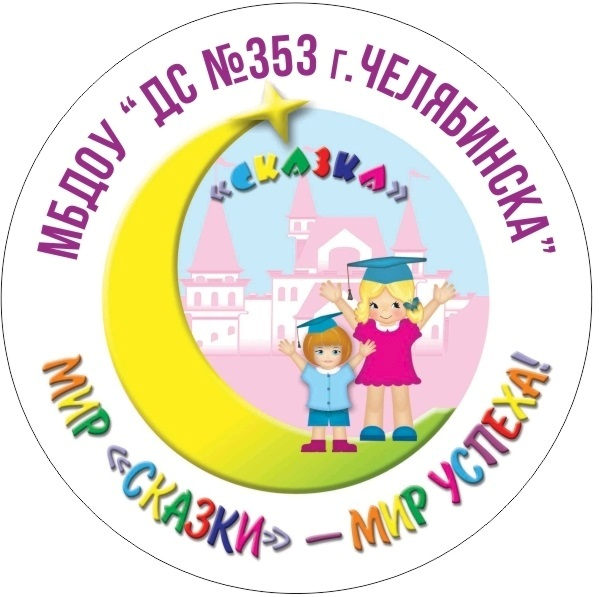 МБДОУ “ДС №353 г. ЧЕЛЯБИНСКА”
«СКАЗКА»
МИР «СКАЗКИ» – МИР УСПЕХА!